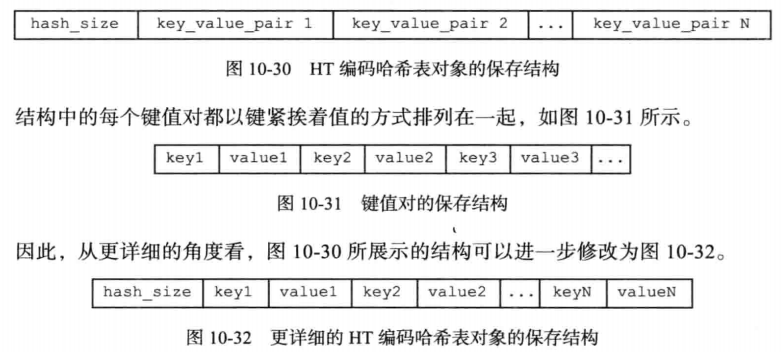 hash_size key_value_pair 1 key_value_pair 2 ... key_value_pair N
图 10-30 HT 编码哈希表对象的保存结构
结构中的每个键值对都以键紧挨着值的方式排列在一起，如图 10-31 所示。
key1 value1 key2 value2 key3 value3 ...
图 10-31 键值对的保存结构
因此，从更详细的角度看，图 10-30 所展示的结构可以进一步修改为图 10-32。
hash_size key1 value1 key2 value2 ... keyN valueN
图 10-32 更详细的 HT 编码哈希表对象的保存结构